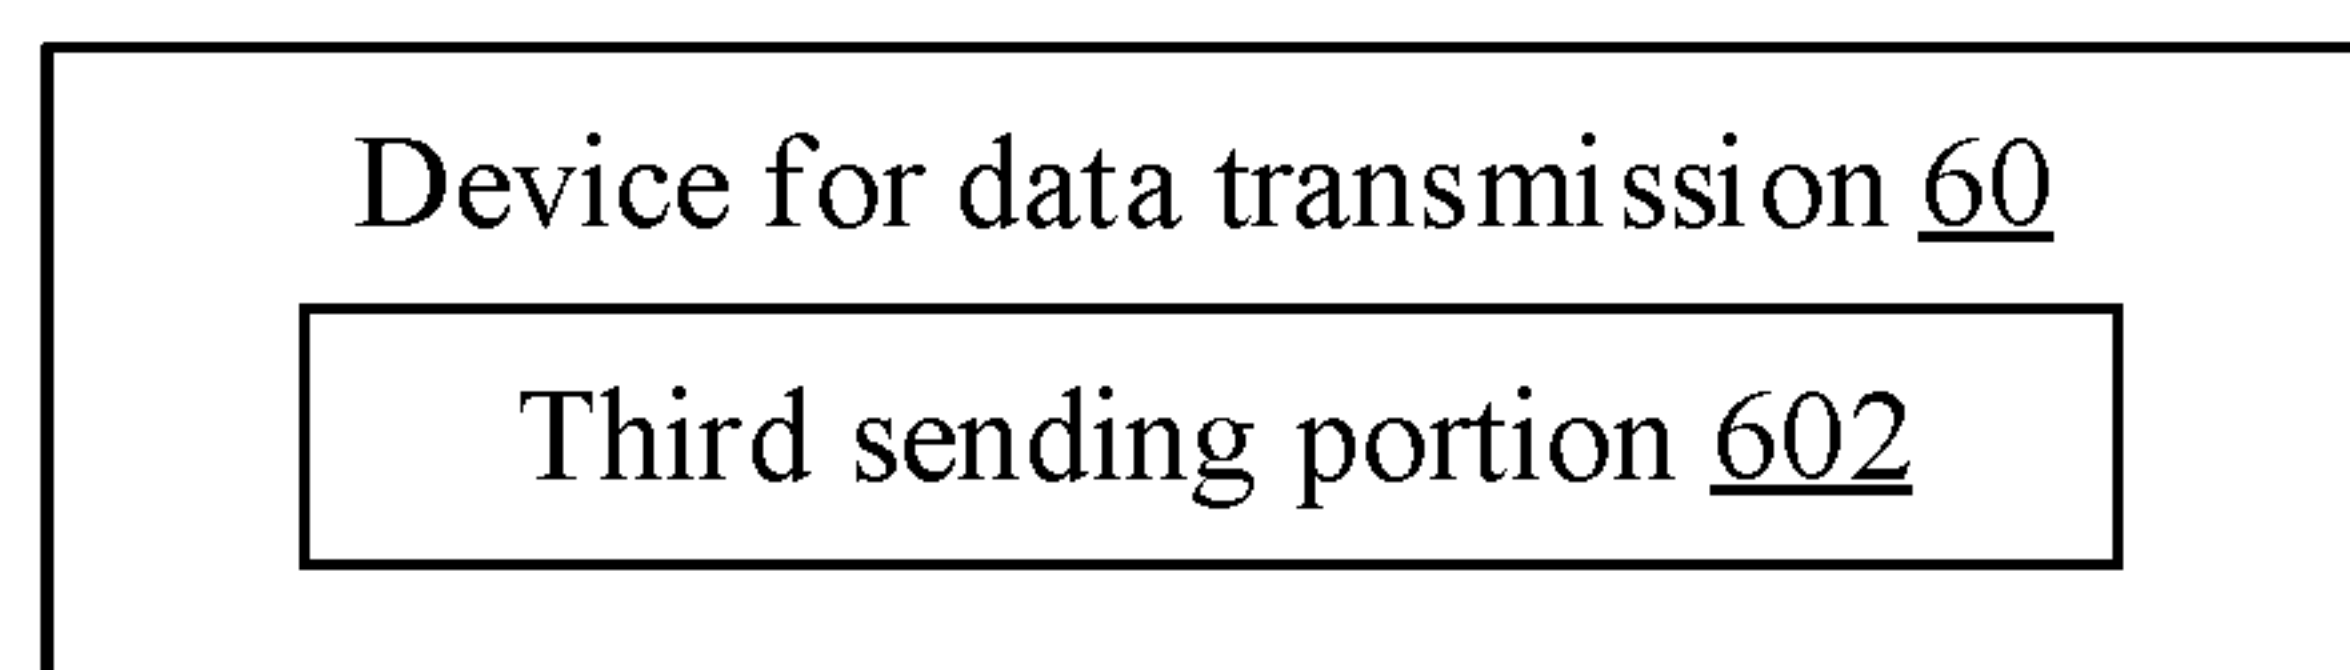 Device for data transmission 60
Third sending portion 602